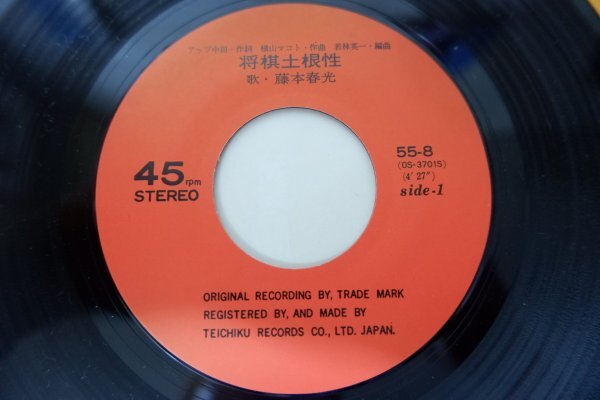 アップ中田・作詞 横山マコト・作曲 若林英一・編曲
将棋土根性
歌・藤本春光
45rpm
STEREO
55-8
(OS-3701S)
(4′27″)
side-1
ORIGINAL RECORDING BY, TRADE MARK
REGISTERED BY, AND MADE BY
TEICHIKU RECORDS CO., LTD. JAPAN.